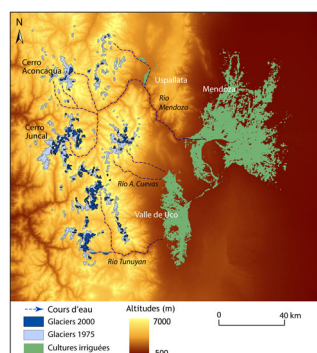 N
Cerro
Aconcagua
Uspallata
Río
Mendoza
Mendoza
Cerro
Juncal
Río A. Cuevas
Valle de Uco
Río Tunuyan
Cours d'eau
Glaciers 2000
Glaciers 1975
Cultures irriguées
Altitudes (m)
7000
500
0
40 km